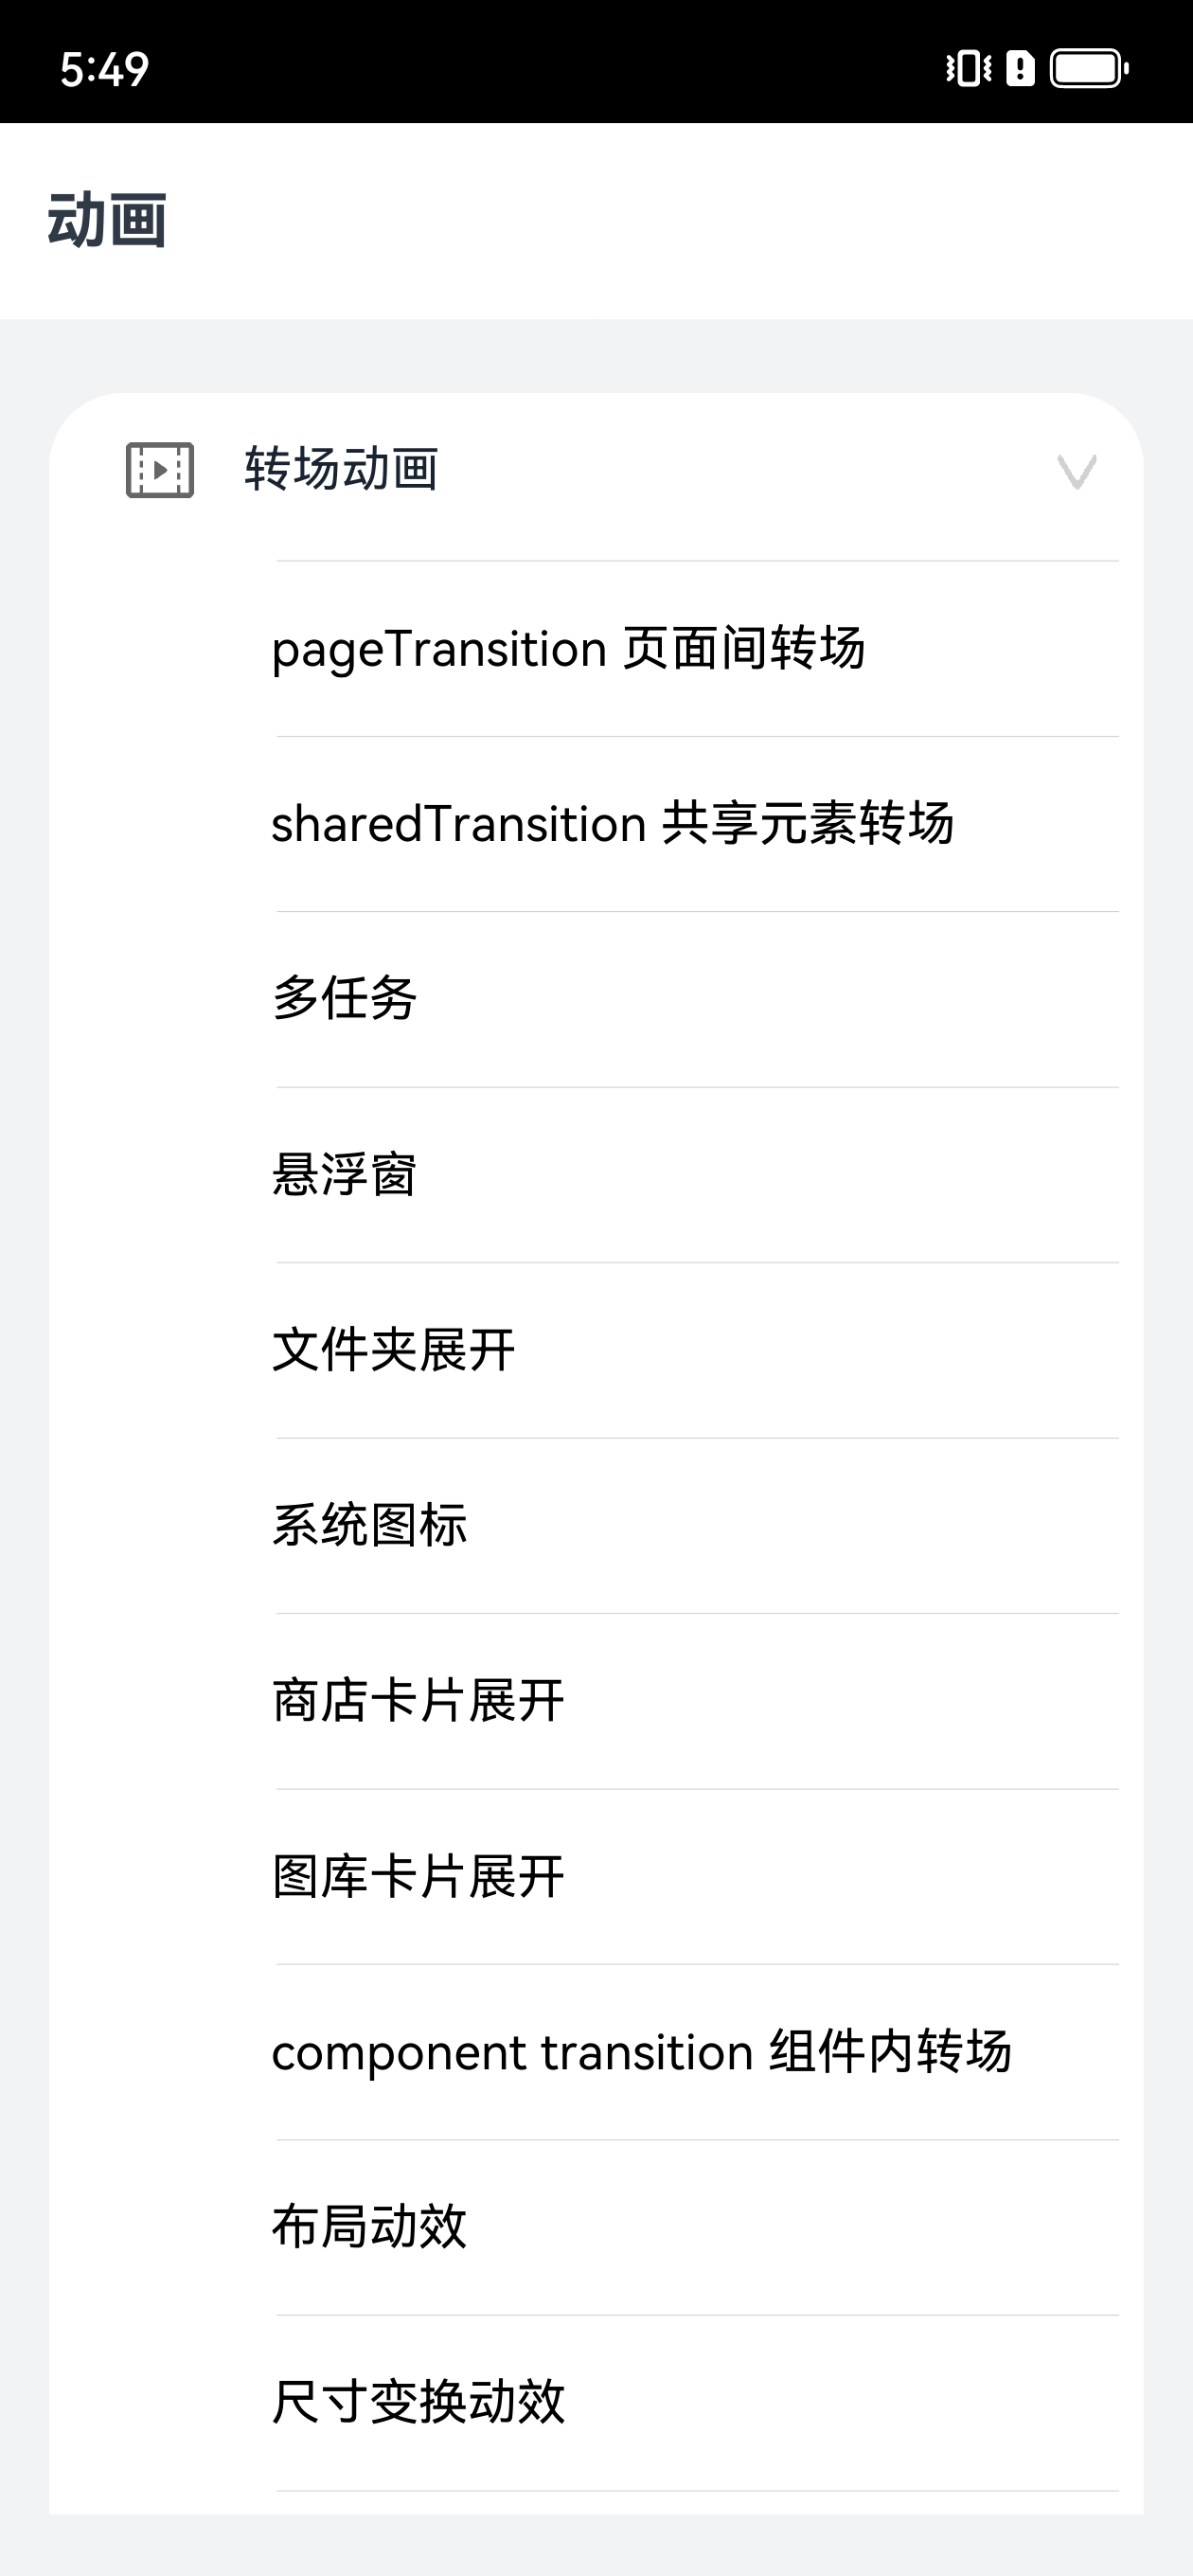 5:49
动画
转场动画
pageTransition 页面间转场
sharedTransition 共享元素转场
多任务
悬浮窗
文件夹展开
系统图标
商店卡片展开
图库卡片展开
component transition 组件内转场
布局动效
尺寸变换动效